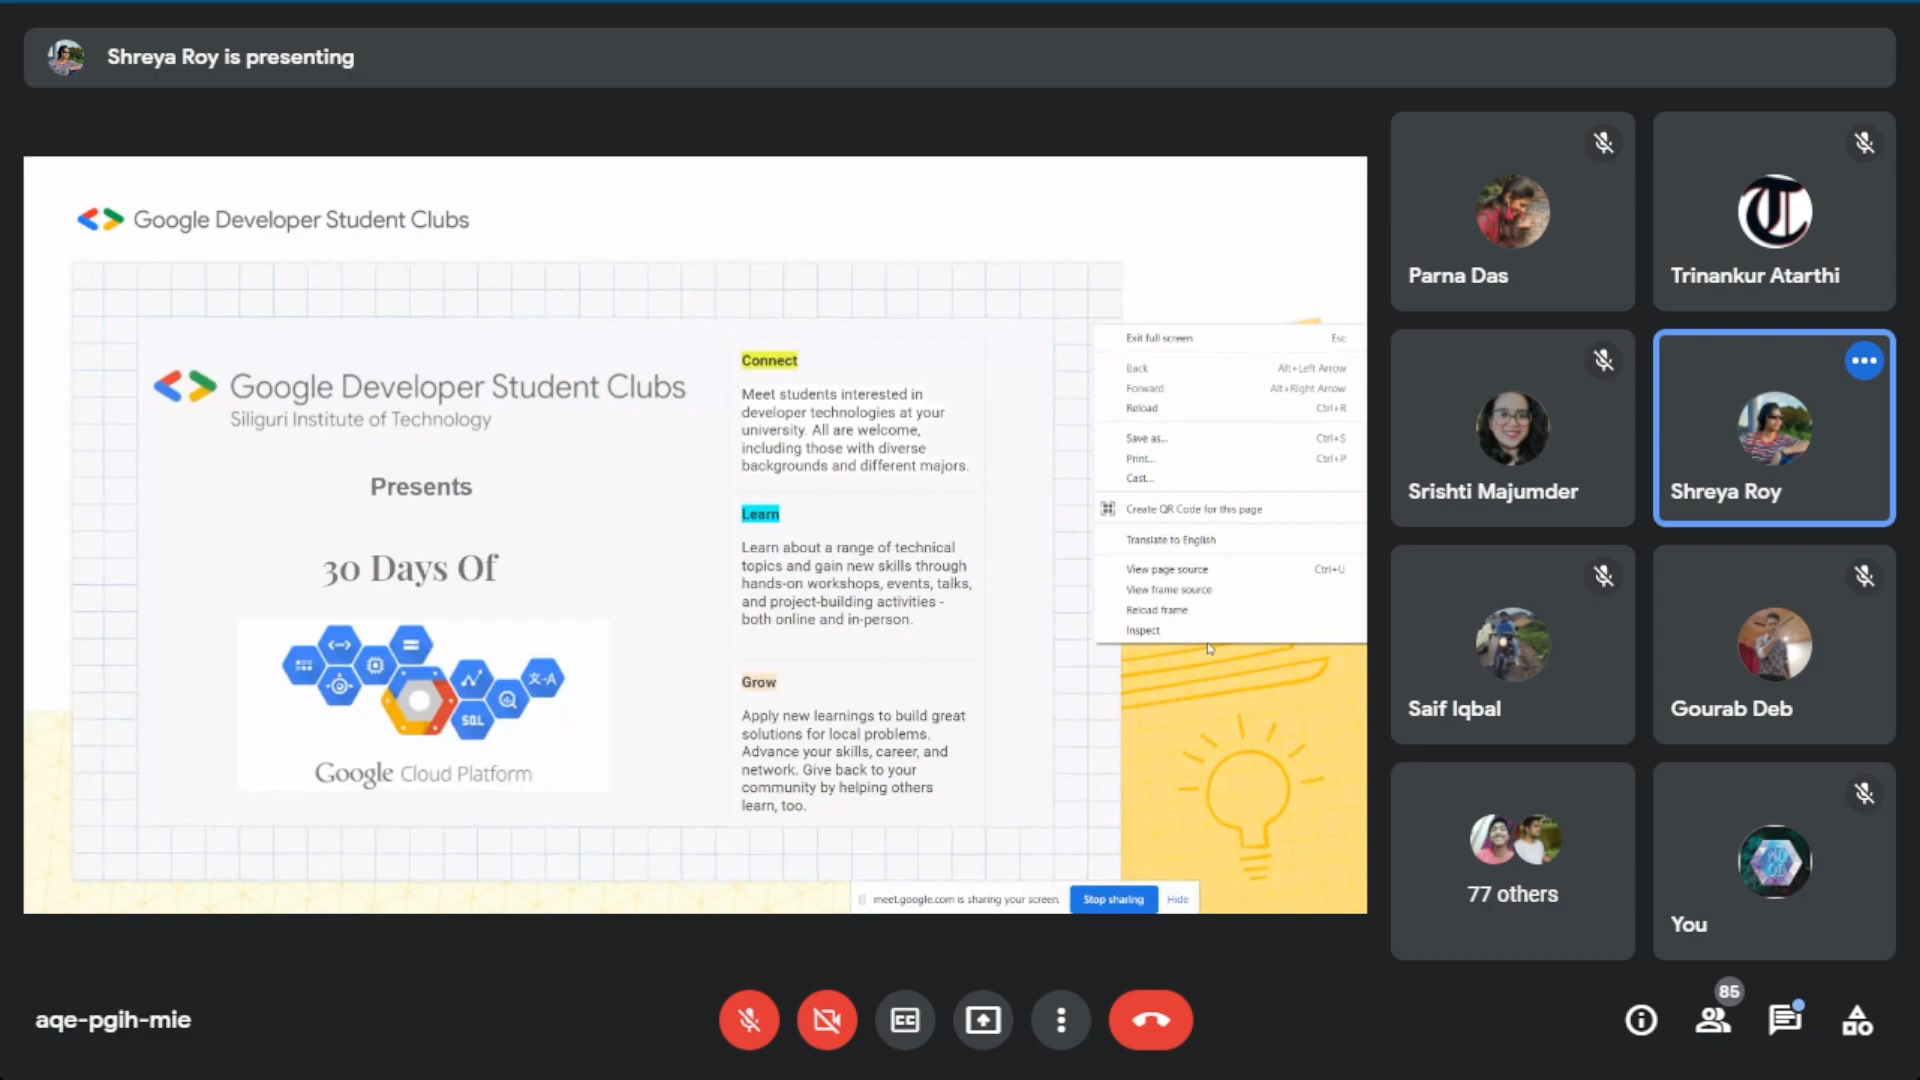 Shreya Roy is presenting
Google Developer Student Clubs
Google Developer Student Clubs
Siliguri Institute of Technology
Presents
30 Days Of
SQL
文A
Google Cloud Platform
Connect
Meet students interested in
developer technologies at your
university. All are welcome,
including those with diverse
backgrounds and different majors.
Learn
Learn about a range of technical
topics and gain new skills through
hands-on workshops, events, talks,
and project-building activities -
both online and in-person.
Grow
Apply new learnings to build great
solutions for local problems.
Advance your skills, career, and
network. Give back to your
community by helping others
learn, too.
Exit full screen Esc
Back Alt+Left Arrow
Forward Alt+Right Arrow
Reload Ctrl+R
Save as... Ctrl+S
Print... Ctrl+P
Cast...
Create QR Code for this page
Translate to English
View page source Ctrl+U
View frame source
Reload frame
Inspect
meet.google.com is sharing your screen. Stop sharing Hide
Parna Das
Trinankur Atarthi
Srishti Majumder
Shreya Roy
Saif Iqbal
Gourab Deb
77 others
You
aqe-pgih-mie
CC
85